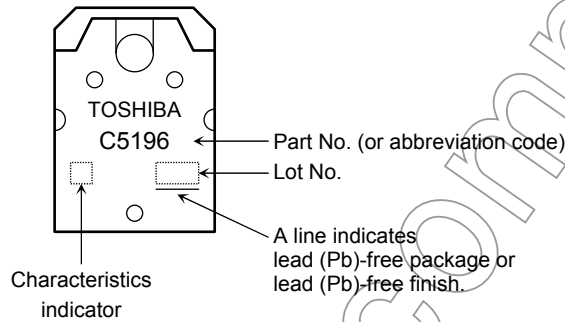 TOSHIBA
C5196
Part No. (or abbreviation code)
Lot No.
A line indicates
lead (Pb)-free package or
lead (Pb)-free finish.
Characteristics
indicator